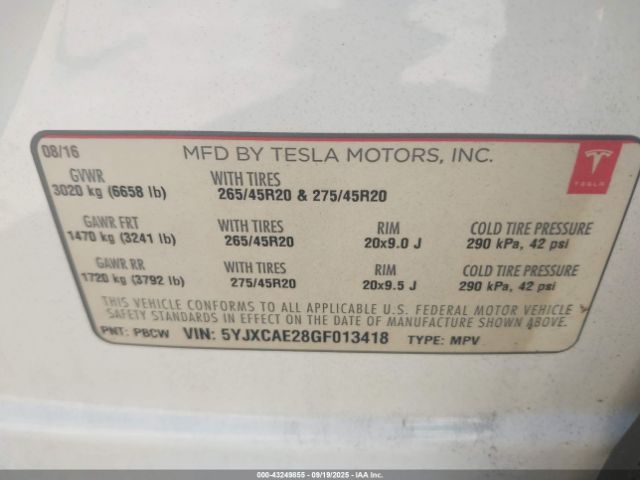 08/16 MFD BY TESLA MOTORS, INC.
TESLA
GVWR WITH TIRES
3020 kg (6658 lb) 265/45R20 & 275/45R20
GAWR FRT WITH TIRES RIM COLD TIRE PRESSURE
1470 kg (3241 lb) 265/45R20 20x9.0 J 290 kPa, 42 psi
GAWR RR WITH TIRES RIM COLD TIRE PRESSURE
1720 kg (3792 lb) 275/45R20 20x9.5 J 290 kPa, 42 psi
THIS VEHICLE CONFORMS TO ALL APPLICABLE U.S. FEDERAL MOTOR VEHICLE
SAFETY STANDARDS IN EFFECT ON THE DATE OF MANUFACTURE SHOWN ABOVE.
PNT: PBCW VIN: 5YJXCAE28GF013418 TYPE: MPV
000-43249855 - 09/19/2025 - IAAI Corp.